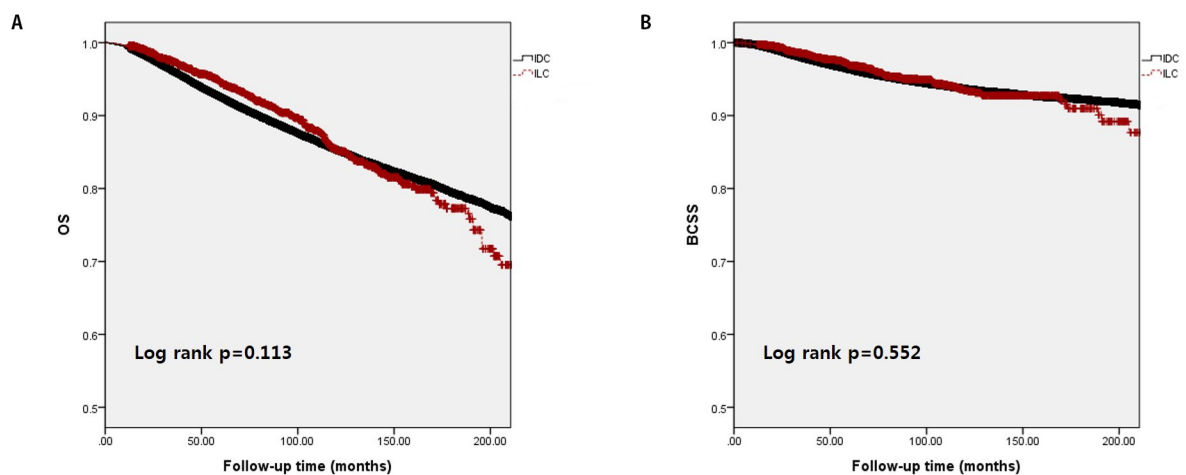 A
1.0
0.9
0.8
0.7
0.6
0.5
OS
IDC
ILC
Log rank p=0.113
.00 50.00 100.00 150.00 200.00
Follow-up time (months)
B
1.0
0.9
0.8
0.7
0.6
0.5
BCSS
IDC
ILC
Log rank p=0.552
.00 50.00 100.00 150.00 200.00
Follow-up time (months)